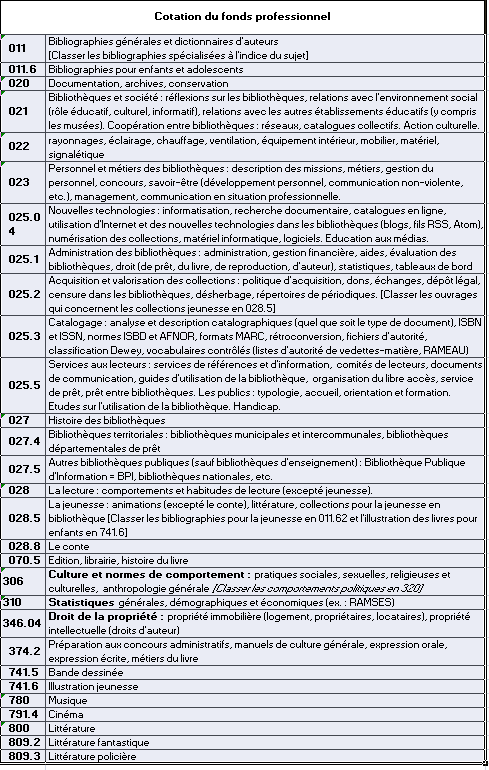 Cotation du fonds professionnel
011 Bibliographies générales et dictionnaires d'auteurs
[Classer les bibliographies spécialisées à l'indice du sujet]
011.6 Bibliographies pour enfants et adolescents
020 Documentation, archives, conservation
021 Bibliothèques et société : réflexions sur les bibliothèques, relations avec l'environnement social
(rôle éducatif, culturel, informatif), relations avec les autres établissements éducatifs (y compris
les musées). Coopération entre bibliothèques : réseaux, catalogues collectifs. Action culturelle.
022 rayonnages, éclairage, chauffage, ventilation, équipement intérieur, mobilier, matériel,
signalétique
023 Personnel et métiers des bibliothèques : description des missions, métiers, gestion du
personnel, concours, savoir-être (développement personnel, communication non-violente,
etc.), management, communication en situation professionnelle.
025.0
4 Nouvelles technologies : informatisation, recherche documentaire, catalogues en ligne,
utilisation d'Internet et des nouvelles technologies dans les bibliothèques (blogs, fils RSS, Atom),
numérisation des collections, matériel informatique, logiciels. Education aux médias.
025.1 Administration des bibliothèques : administration, gestion financière, aides, évaluation des
bibliothèques, droit (de prêt, du livre, de reproduction, d'auteur), statistiques, tableaux de bord
025.2 Acquisition et valorisation des collections : politique d'acquisition, dons, échanges, dépôt légal,
censure dans les bibliothèques, désherbage, répertoires de périodiques. [Classer les ouvrages
qui concernent les collections jeunesse en 028.5]
025.3 Catalogage : analyse et description catalographiques (quel que soit le type de document), ISBN
et ISSN, normes ISBD et AFNOR, formats MARC, rétroconversion, fichiers d'autorité,
classification Dewey, vocabulaires contrôlés (listes d'autorité de vedettes-matière, RAMEAU)
025.5 Services aux lecteurs : services de références et d'information, comités de lecteurs, documents
de communication, guides d'utilisation de la bibliothèque, organisation du libre accès, service
de prêt, prêt entre bibliothèques. Les publics : typologie, accueil, orientation et formation.
Etudes sur l'utilisation de la bibliothèque. Handicap.
027 Histoire des bibliothèques
027.4 Bibliothèques territoriales : bibliothèques municipales et intercommunales, bibliothèques
départementales de prêt
027.5 Autres bibliothèques publiques (sauf bibliothèques d'enseignement) : Bibliothèque Publique
d'Information = BPI, bibliothèques nationales, etc.
028 La lecture : comportements et habitudes de lecture (excepté jeunesse).
028.5 La jeunesse : animations (excepté le conte), littérature, collections pour la jeunesse en
bibliothèque [Classer les bibliographies pour la jeunesse en 011.62 et l'illustration des livres pour
enfants en 741.6]
028.8 Le conte
070.5 Edition, librairie, histoire du livre
306 Culture et normes de comportement : pratiques sociales, sexuelles, religieuses et
culturelles, anthropologie générale [Classer les comportements politiques en 320]
310 Statistiques générales, démographiques et économiques (ex. : RAMSES)
346.04 Droit de la propriété : propriété immobilière (logement, propriétaires, locataires), propriété
intellectuelle (droits d'auteur)
374.2 Préparation aux concours administratifs, manuels de culture générale, expression orale,
expression écrite, métiers du livre
741.5 Bande dessinée
741.6 Illustration jeunesse
780 Musique
791.4 Cinéma
800 Littérature
809.2 Littérature fantastique
809.3 Littérature policière